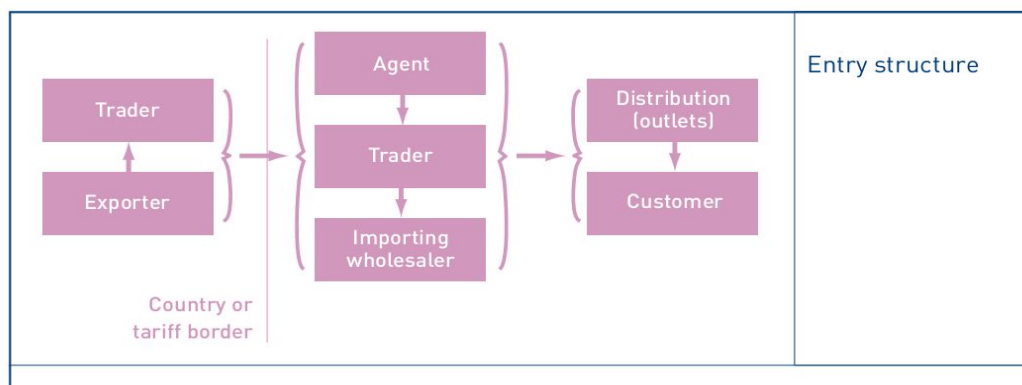 Trader
Exporter
Country or
tariff border
Agent
Trader
Importing
wholesaler
Distribution
(outlets)
Customer
Entry structure